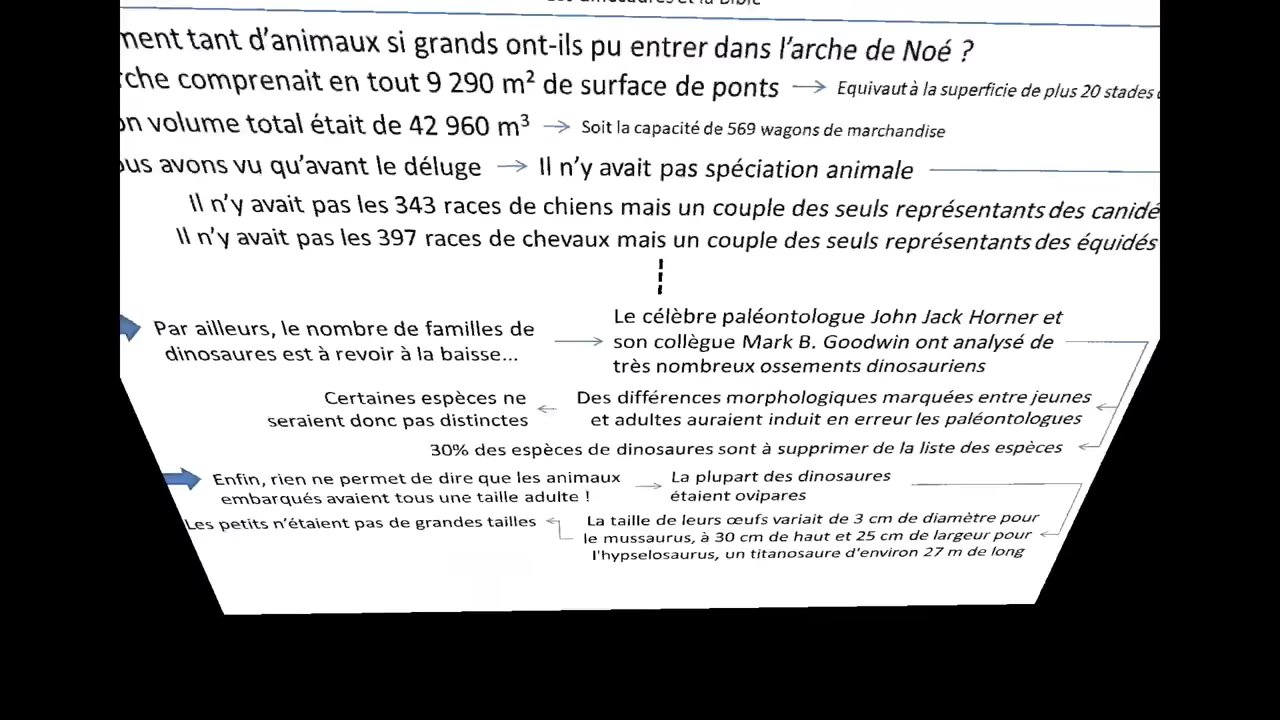 ment tant d'animaux si grands ont-ils pu entrer dans l'arche de Noé ?
rche comprenait en tout 9 290 m² de surface de ponts → Equivaut à la superficie de plus 20 stades
on volume total était de 42 960 m³ → Soit la capacité de 569 wagons de marchandise
ous avons vu qu'avant le déluge → Il n'y avait pas spéciation animale
Il n'y avait pas les 343 races de chiens mais un couple des seuls représentants des canidé
Il n'y avait pas les 397 races de chevaux mais un couple des seuls représentants des équidés
Par ailleurs, le nombre de familles de
dinosaures est à revoir à la baisse...
Le célèbre paléontologue John Jack Horner et
son collègue Mark B. Goodwin ont analysé de
très nombreux ossements dinosauriens
Des différences morphologiques marquées entre jeunes
et adultes auraient induit en erreur les paléontologues
Certaines espèces ne
seraient donc pas distinctes
30% des espèces de dinosaures sont à supprimer de la liste des espèces
Enfin, rien ne permet de dire que les animaux
embarqués avaient tous une taille adulte !
La plupart des dinosaures
étaient ovipares
La taille de leurs œufs variait de 3 cm de diamètre pour
le mussaurus, à 30 cm de haut et 25 cm de largeur pour
l'hypselosaurus, un titanosaure d'environ 27 m de long
Les petits n'étaient pas de grandes tailles